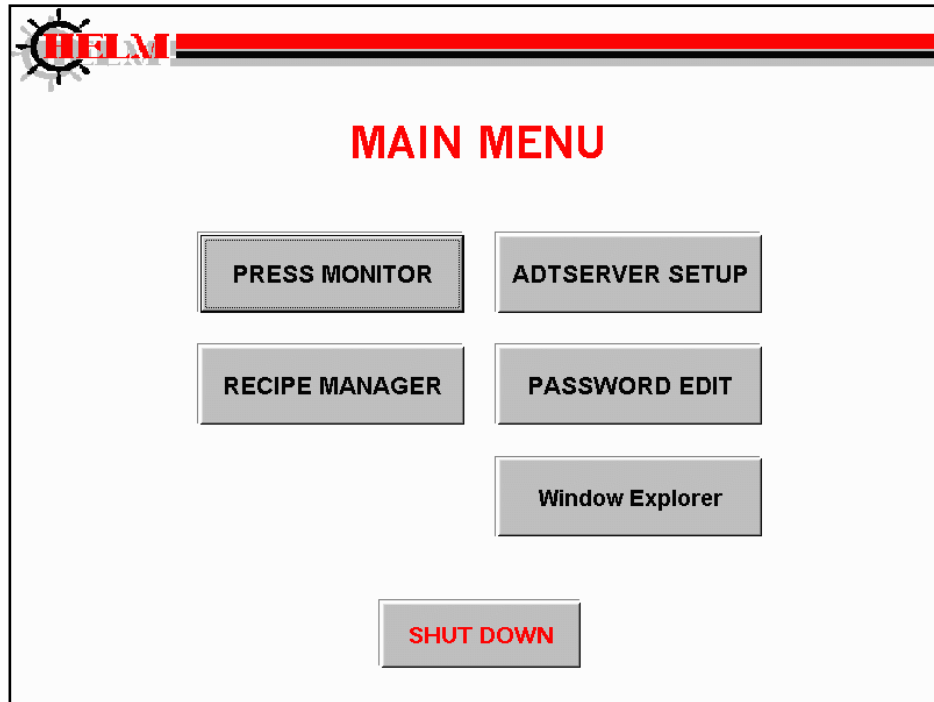 HELM
MAIN MENU
PRESS MONITOR
ADTSERVER SETUP
RECIPE MANAGER
PASSWORD EDIT
Window Explorer
SHUT DOWN